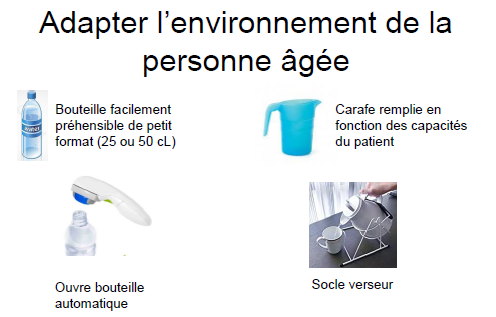 Adapter l’environnement de la
personne âgée
Bouteille facilement
préhensible de petit
format (25 ou 50 cL)
Carafe remplie en
fonction des capacités
du patient
Ouvre bouteille
automatique
Socle verseur